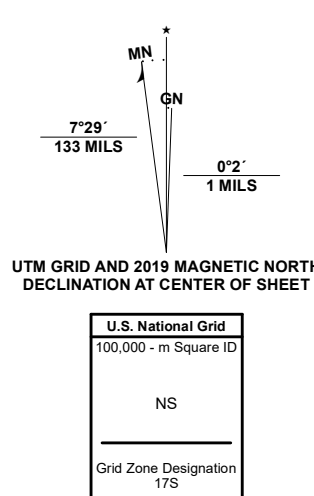 ★
MN
GN
7°29´
133 MILS
0°2´
1 MILS
UTM GRID AND 2019 MAGNETIC NORTH
DECLINATION AT CENTER OF SHEET
U.S. National Grid
100,000 - m Square ID
NS
Grid Zone Designation
17S